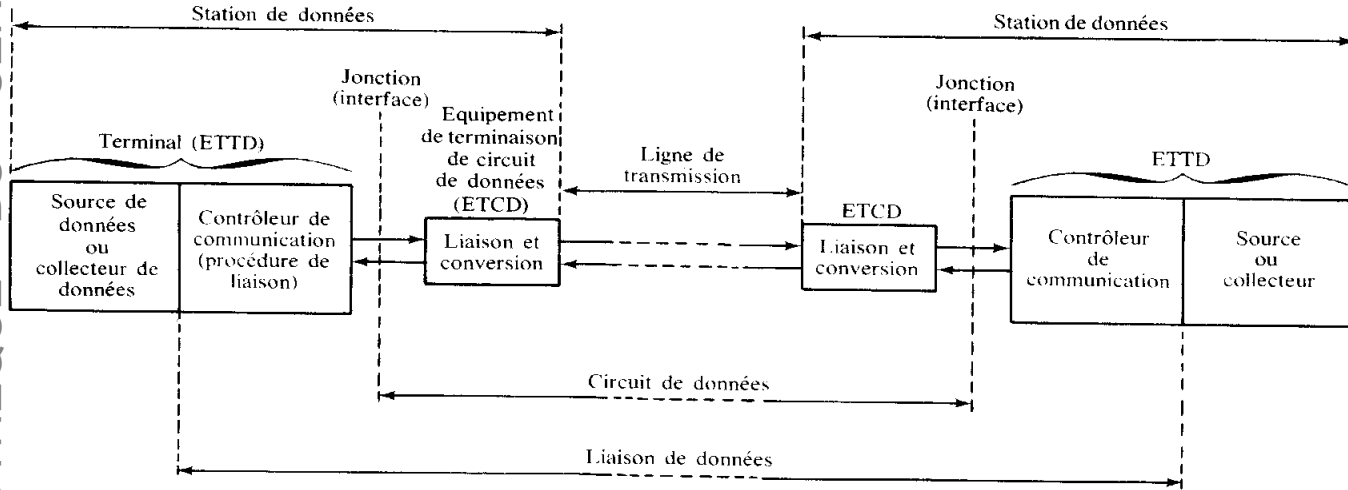 Station de données
Station de données
Jonction
(interface)
Equipement
de terminaison
de circuit
de données
(ETCD)
Terminal (ETTD)
Source de
données
ou
collecteur de
données
Contrôleur de
communication
(procédure de
liaison)
Liaison et
conversion
Ligne de
transmission
ETCD
Liaison et
conversion
Jonction
(interface)
ETTD
Contrôleur
de
communication
Source
ou
collecteur
Circuit de données
Liaison de données